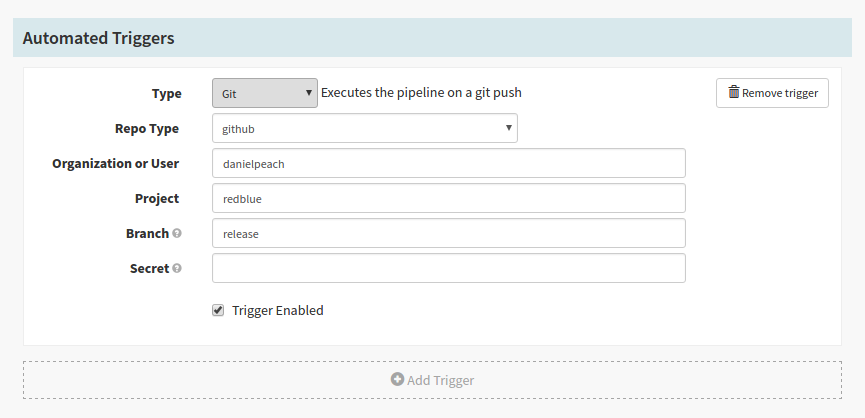 Automated Triggers
Type Git Executes the pipeline on a git push Remove trigger
Repo Type github
Organization or User danielpeach
Project redblue
Branch release
Secret
Trigger Enabled
Add Trigger